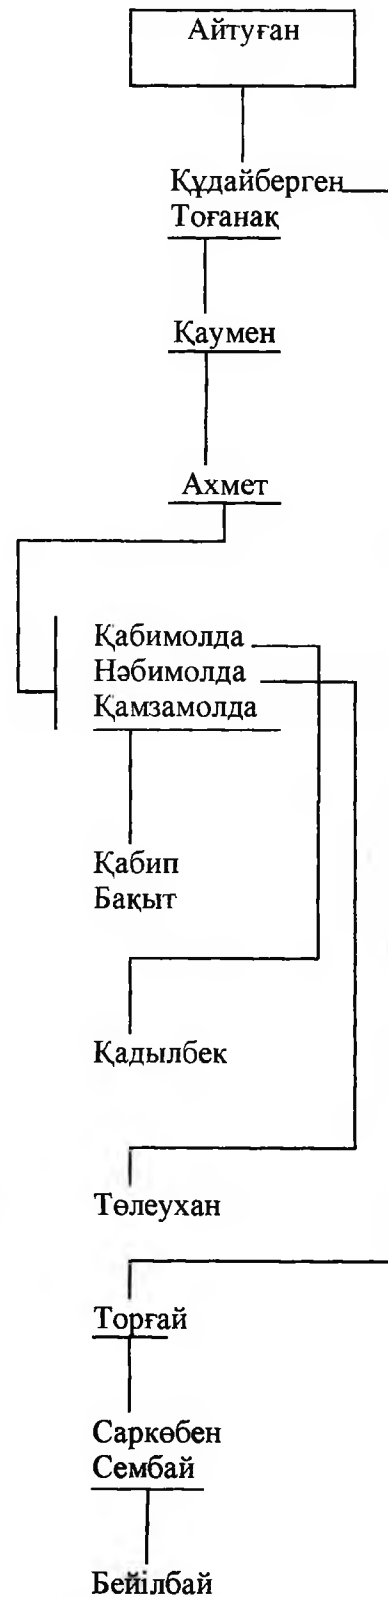 Айтуған
Құдайберген
Тоғанақ
Қаумен
Ахмет
Қабимолда
Нәбимолда
Қамзамолда
Қабип
Бақыт
Қадылбек
Төлеухан
Торғай
Саркөбен
Сембай
Бейілбай